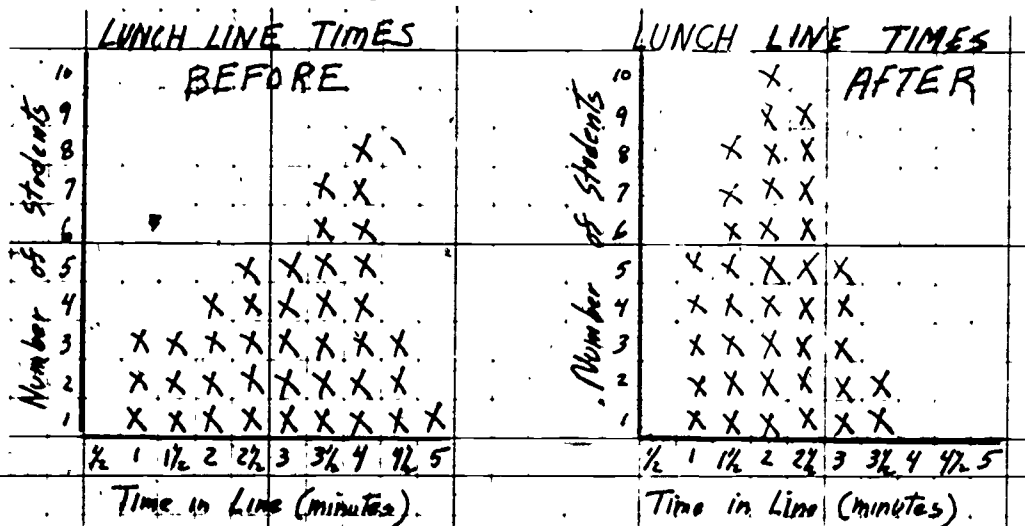 LUNCH LINE TIMES
BEFORE
Number of Students
10
9
8
7
6
5
4
3
2
1
½ 1 1½ 2 2½ 3 3½ 4 4½ 5
Time in Line (minutes).
LUNCH LINE TIMES
AFTER
Number of Students
10
9
8
7
6
5
4
3
2
1
½ 1 1½ 2 2½ 3 3½ 4 4½ 5
Time in Line (minutes).